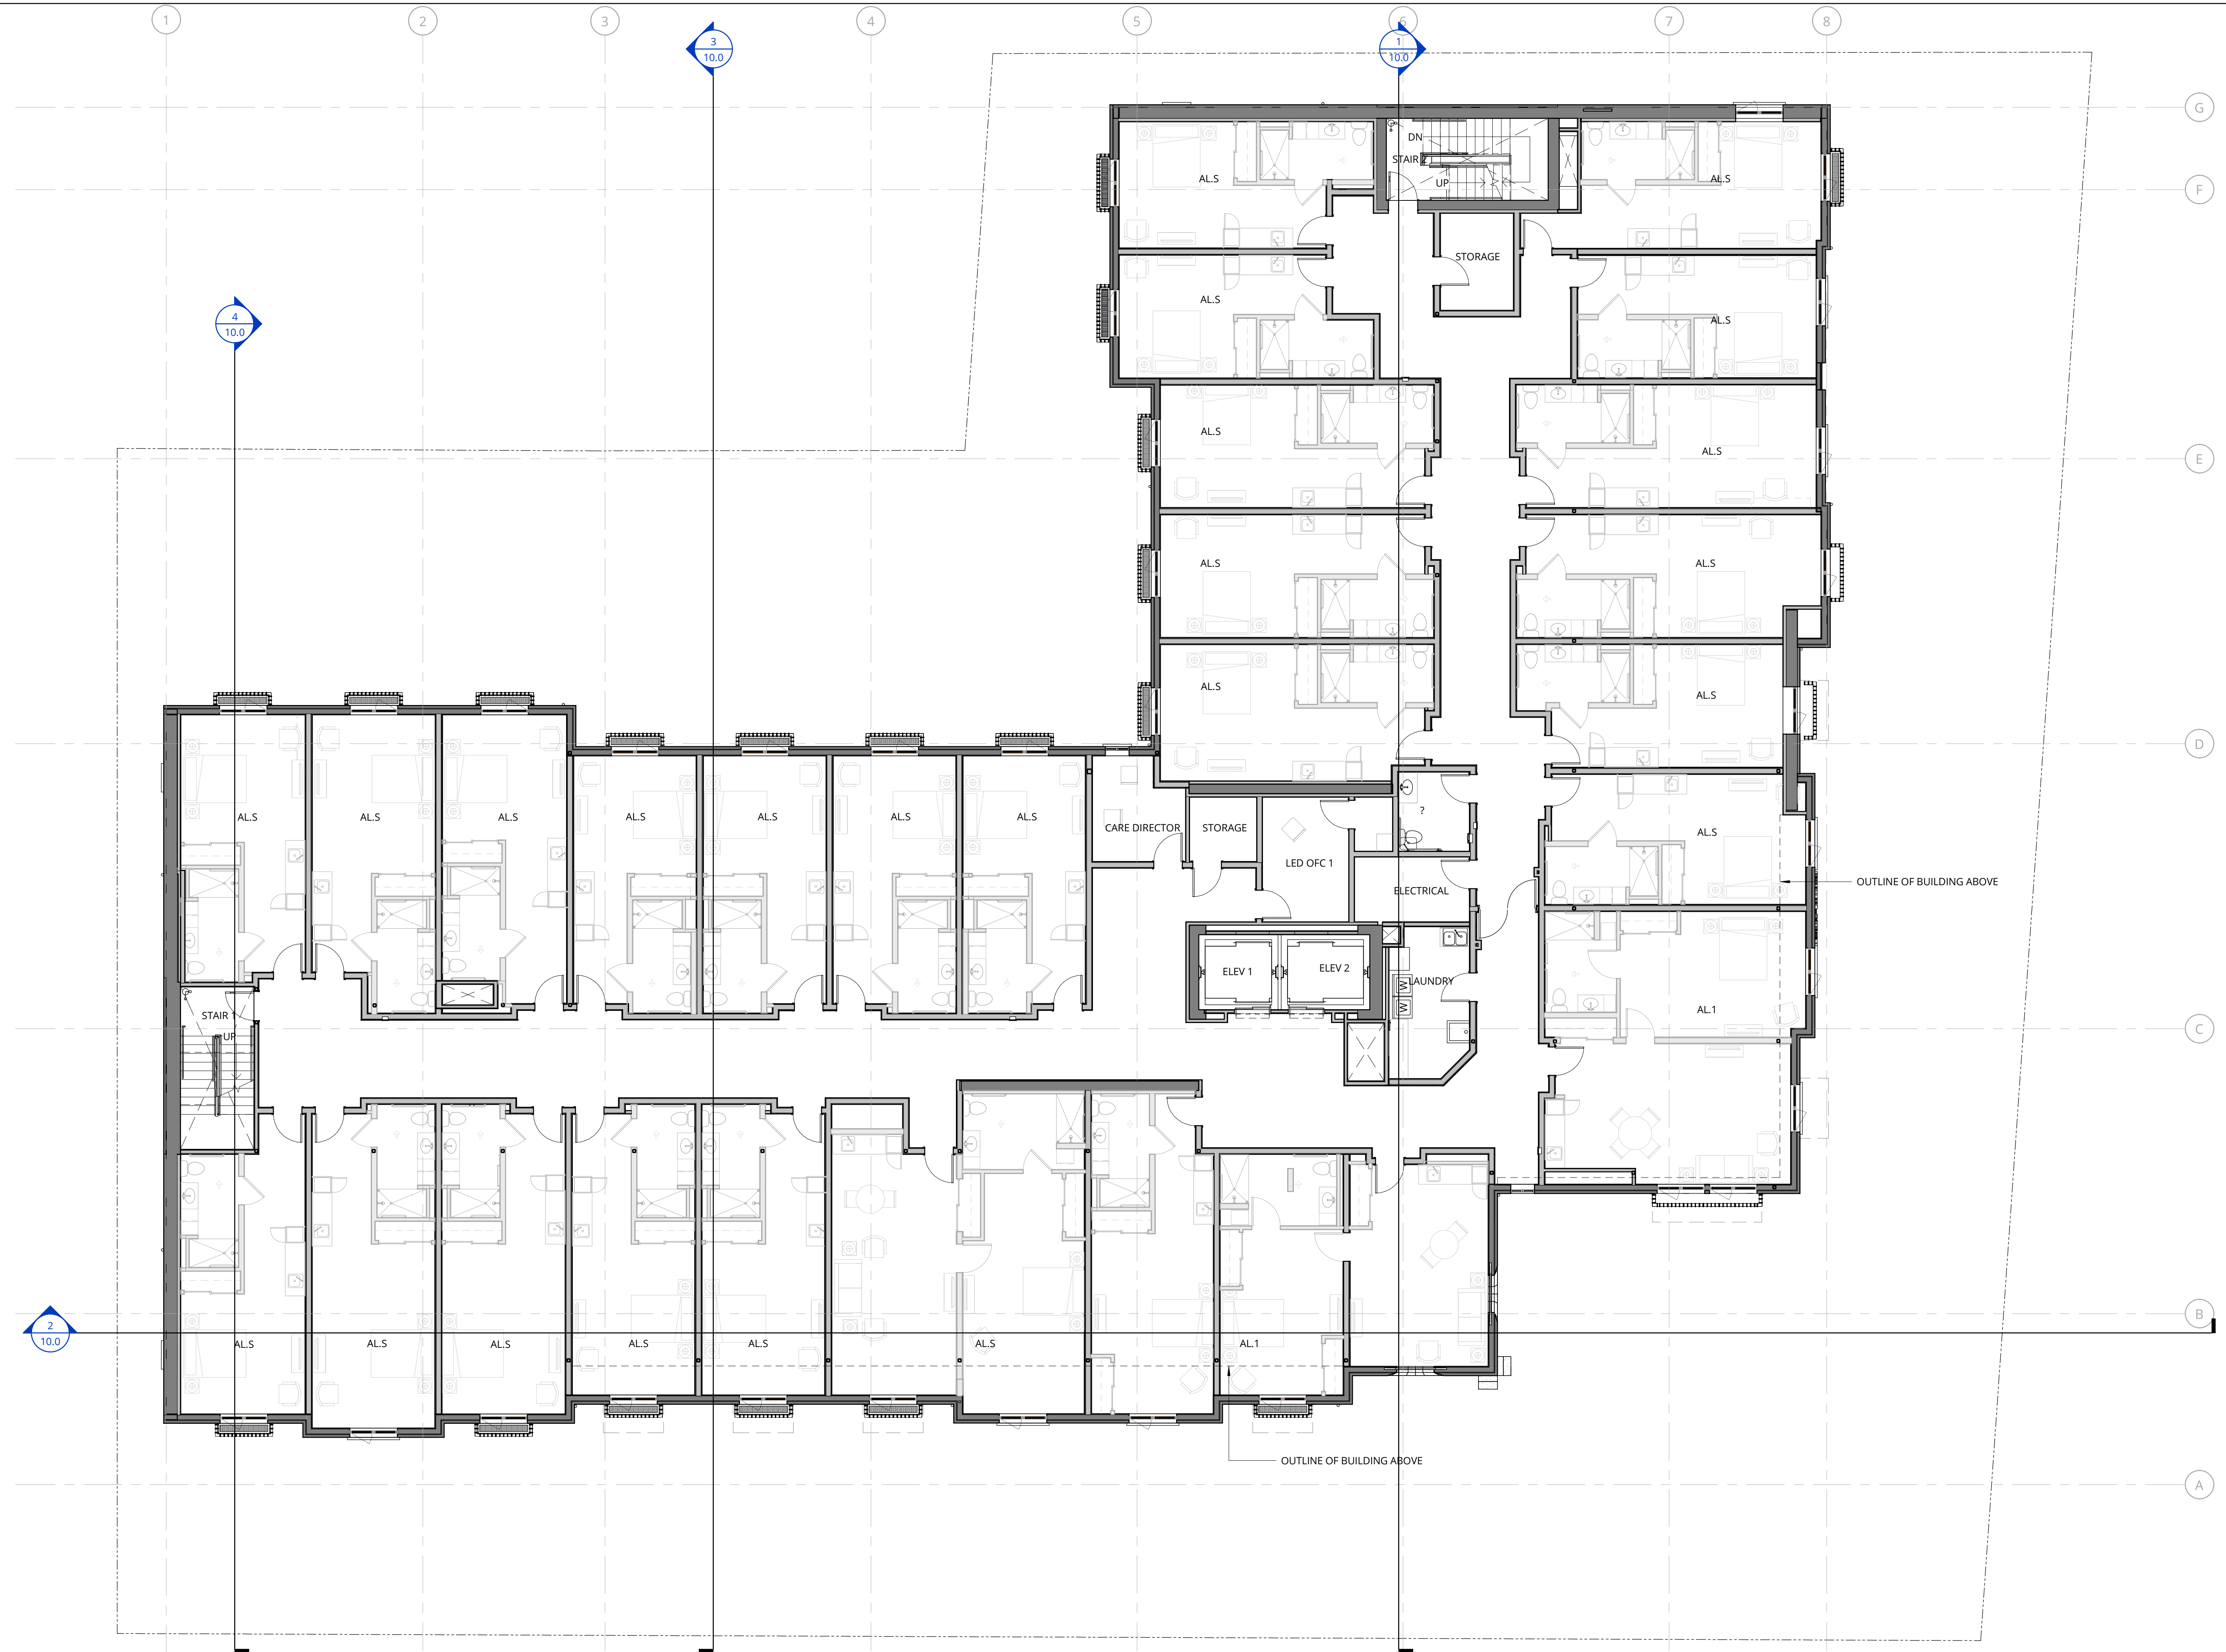 1 2 3 4 5 6 7 8
3
10.0
1
10.0
G
DN
STAIR 2
UP
AL.S
AL.S
F
STORAGE
AL.S
AL.S
4
10.0
AL.S
AL.S
E
AL.S
AL.S
AL.S
AL.S
D
AL.S
AL.S
AL.S
AL.S
AL.S
AL.S
AL.S
CARE DIRECTOR
STORAGE
?
AL.S
LED OFC 1
ELECTRICAL
OUTLINE OF BUILDING ABOVE
ELEV 1
ELEV 2
LAUNDRY
W
W
AL.1
STAIR 1
UP
C
B
2
10.0
AL.S
AL.S
AL.S
AL.S
AL.S
AL.S
AL.1
OUTLINE OF BUILDING ABOVE
A